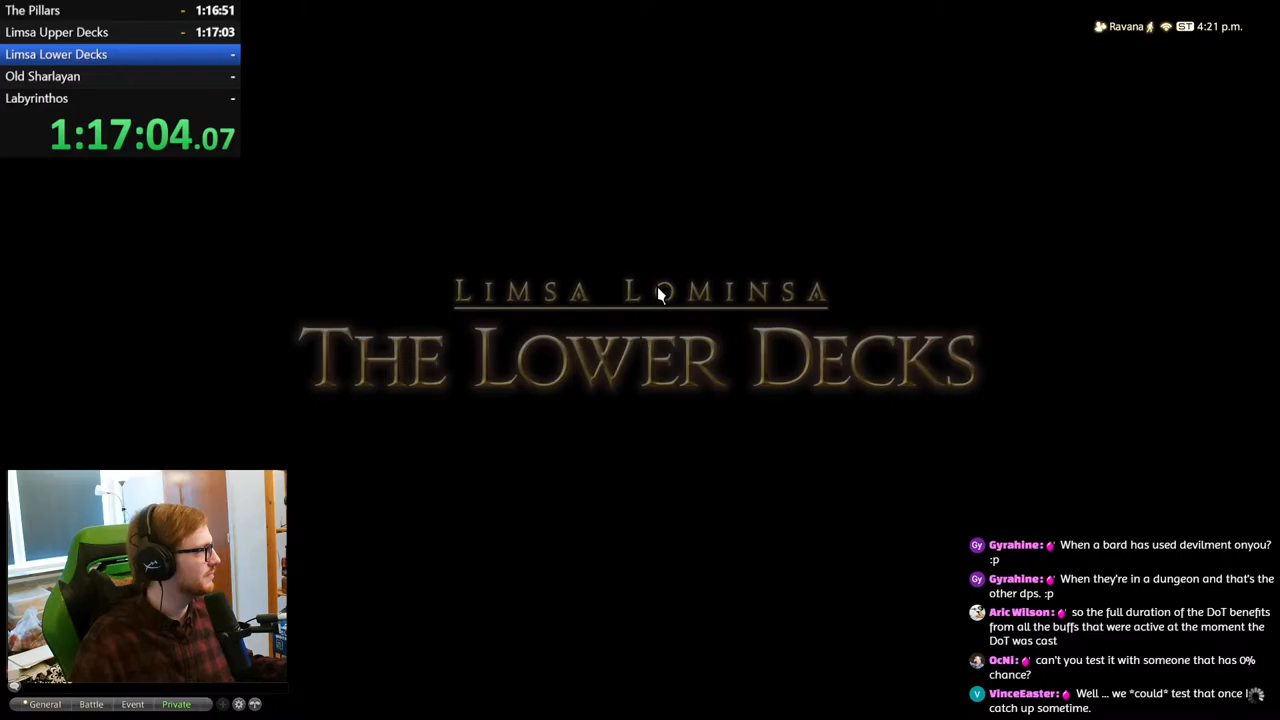 The Pillars - 1:16:51
Limsa Upper Decks - 1:17:03
Limsa Lower Decks -
Old Sharlayan -
Labyrinthos -
1:17:04.07
Ravana ST 4:21 p.m.
LIMSA LOMINSA
THE LOWER DECKS
Gy Gyrahine: When a bard has used devilment onyou?
:p
Gy Gyrahine: When they're in a dungeon and that's the
other dps. :p
Aric Wilson: so the full duration of the DoT benefits
from all the buffs that were active at the moment the
DoT was cast
OcNi: can't you test it with someone that has 0%
chance?
V VinceEaster: Well ... we *could* test that once I
catch up sometime.
General Battle Event Private